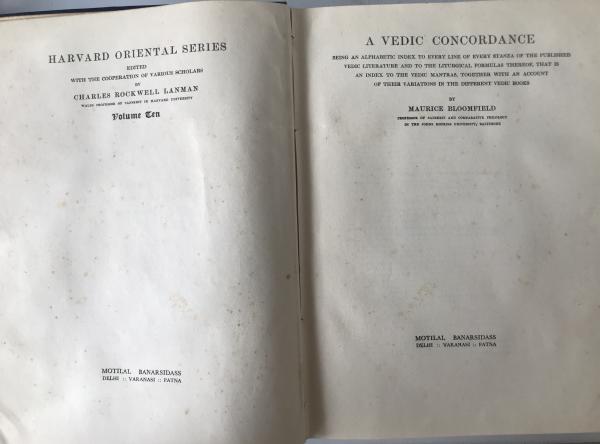 HARVARD ORIENTAL SERIES
EDITED
WITH THE COOPERATION OF VARIOUS SCHOLARS
BY
CHARLES ROCKWELL LANMAN
WALES PROFESSOR OF SANSKRIT IN HARVARD UNIVERSITY
Volume Ten
MOTILAL BANARSIDASS
DELHI :: VARANASI :: PATNA
A VEDIC CONCORDANCE
BEING AN ALPHABETIC INDEX TO EVERY LINE OF EVERY STANZA OF THE PUBLISHED
VEDIC LITERATURE AND TO THE LITURGICAL FORMULAS THEREOF, THAT IS
AN INDEX TO THE VEDIC MANTRAS, TOGETHER WITH AN ACCOUNT
OF THEIR VARIATIONS IN THE DIFFERENT VEDIC BOOKS
BY
MAURICE BLOOMFIELD
PROFESSOR OF SANSKRIT AND COMPARATIVE PHILOLOGY
IN THE JOHNS HOPKINS UNIVERSITY, BALTIMORE
MOTILAL BANARSIDASS
DELHI :: VARANASI :: PATNA